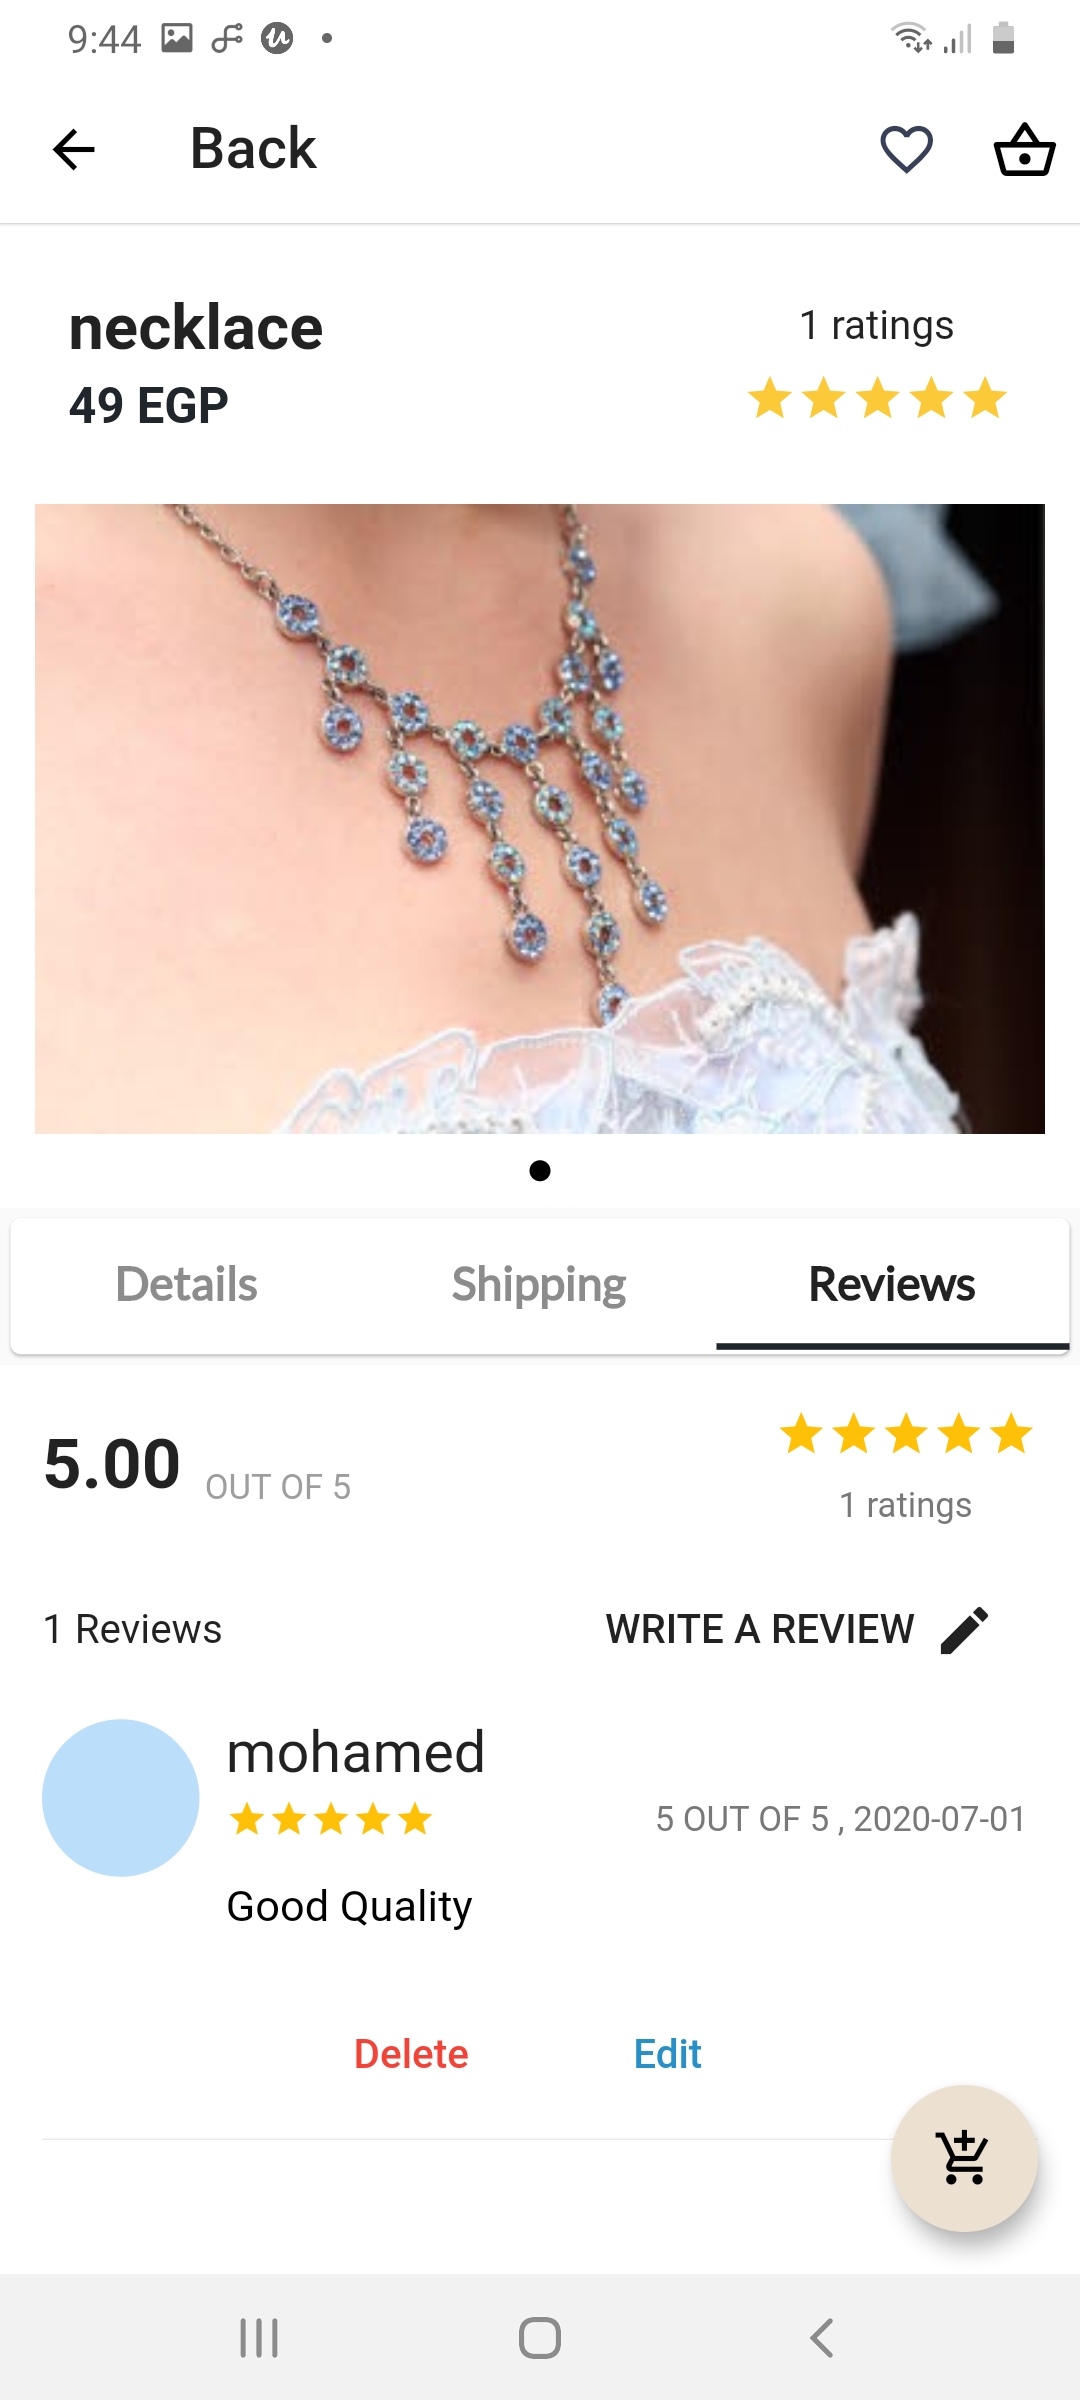 9:44
Back
necklace
1 ratings
49 EGP
Details Shipping Reviews
5.00 OUT OF 5
1 ratings
1 Reviews WRITE A REVIEW
mohamed
5 OUT OF 5 , 2020-07-01
Good Quality
Delete Edit